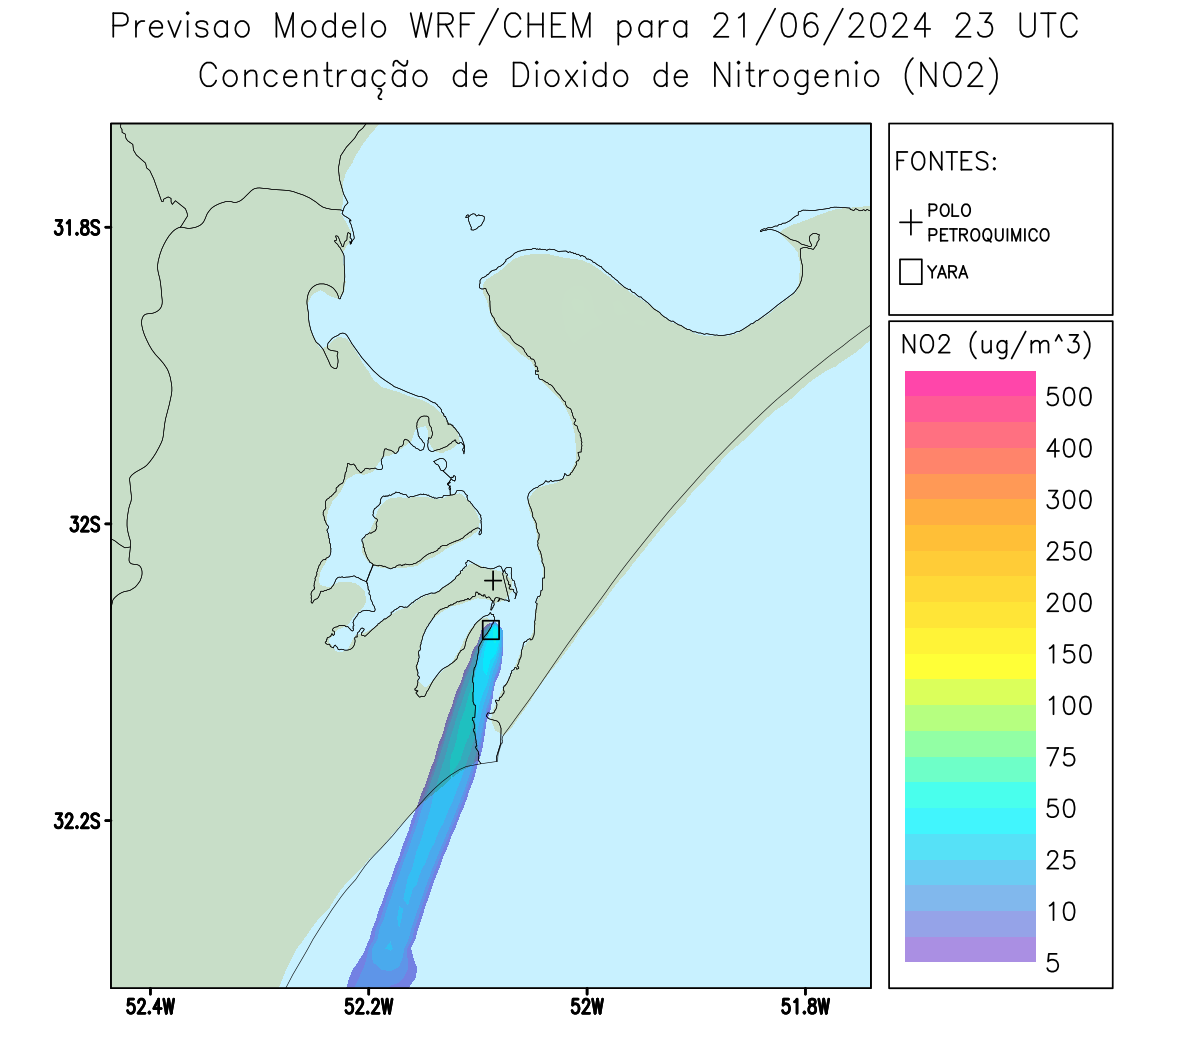 Previsao Modelo WRF/CHEM para 21/06/2024 23 UTC
Concentração de Dioxido de Nitrogenio (NO2)
FONTES:
POLO
PETROQUIMICO
YARA
NO2 (ug/m^3)
500
400
300
250
200
150
100
75
50
25
10
5
31.8S
32S
32.2S
52.4W
52.2W
52W
51.8W